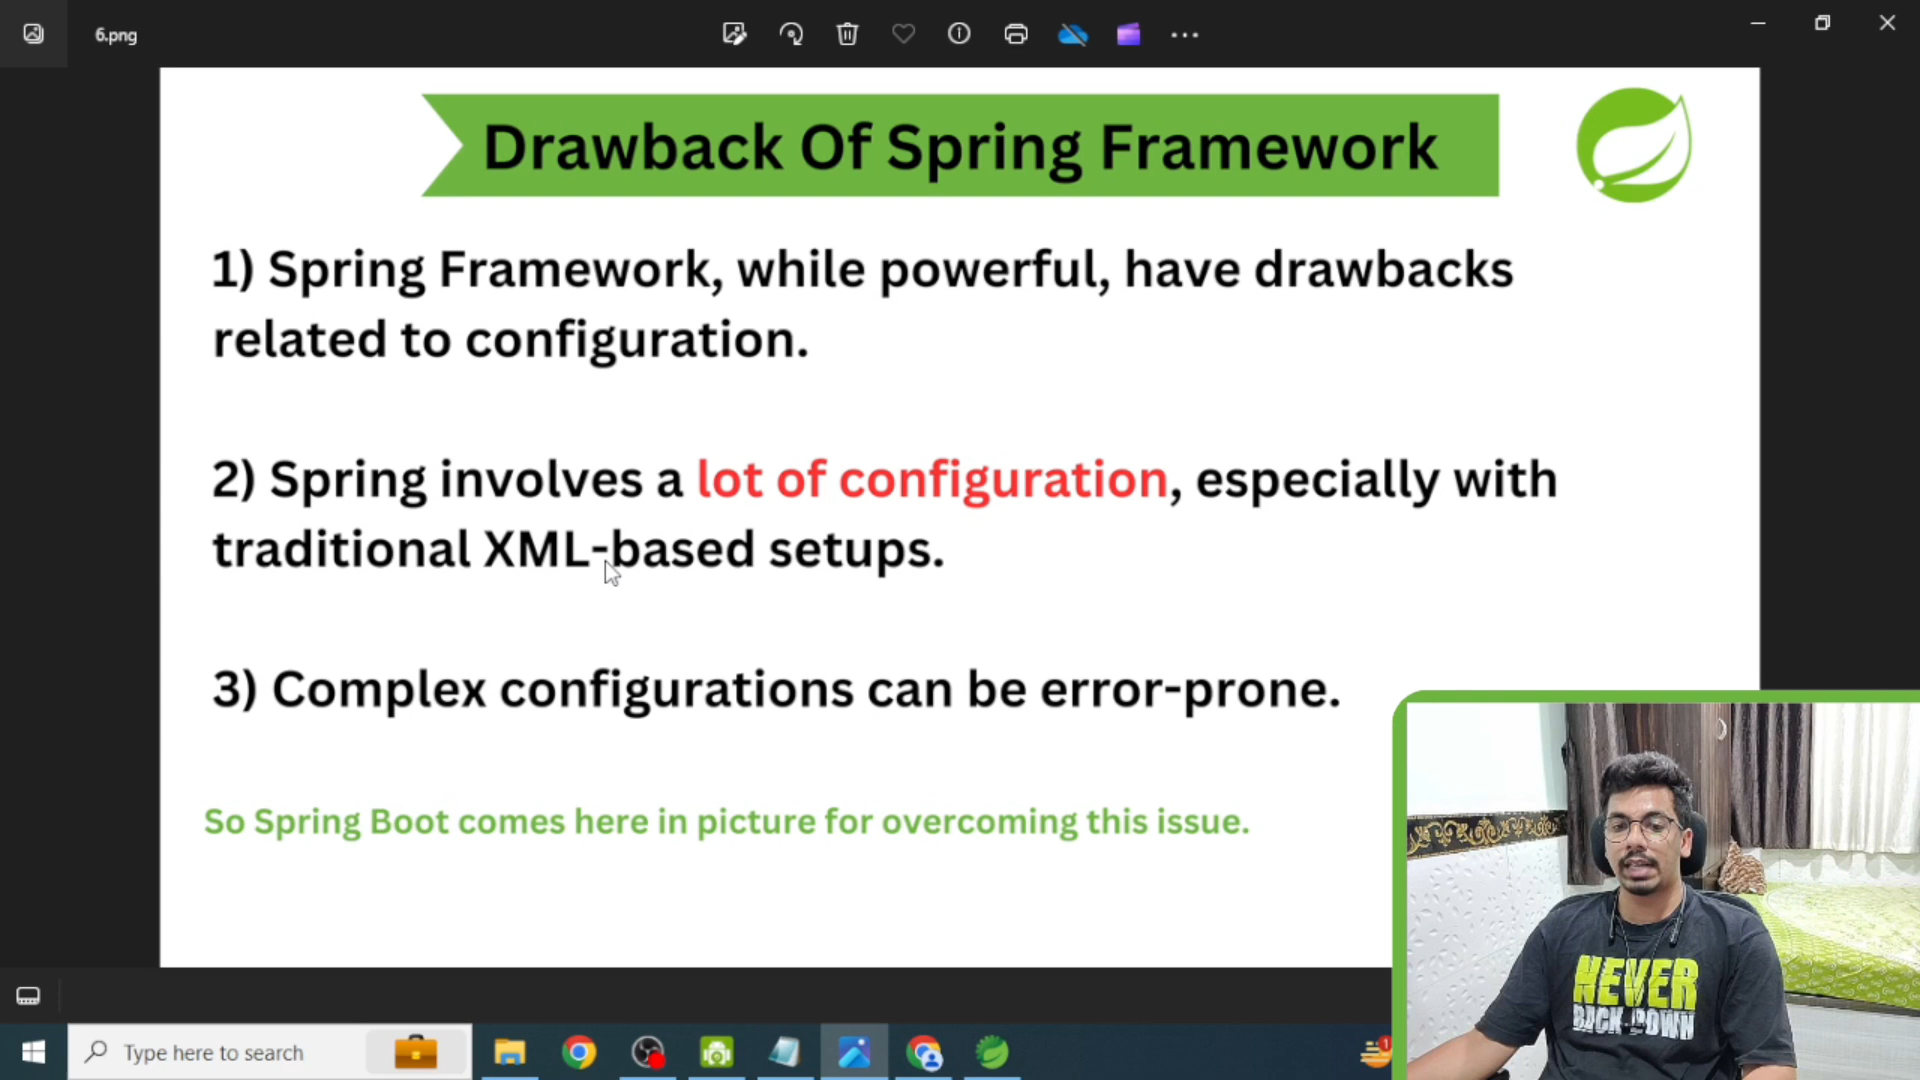 6.png
Drawback Of Spring Framework
1) Spring Framework, while powerful, have drawbacks
related to configuration.
2) Spring involves a lot of configuration, especially with
traditional XML-based setups.
3) Complex configurations can be error-prone.
So Spring Boot comes here in picture for overcoming this issue.
NEVER
BACK DOWN
Type here to search
1